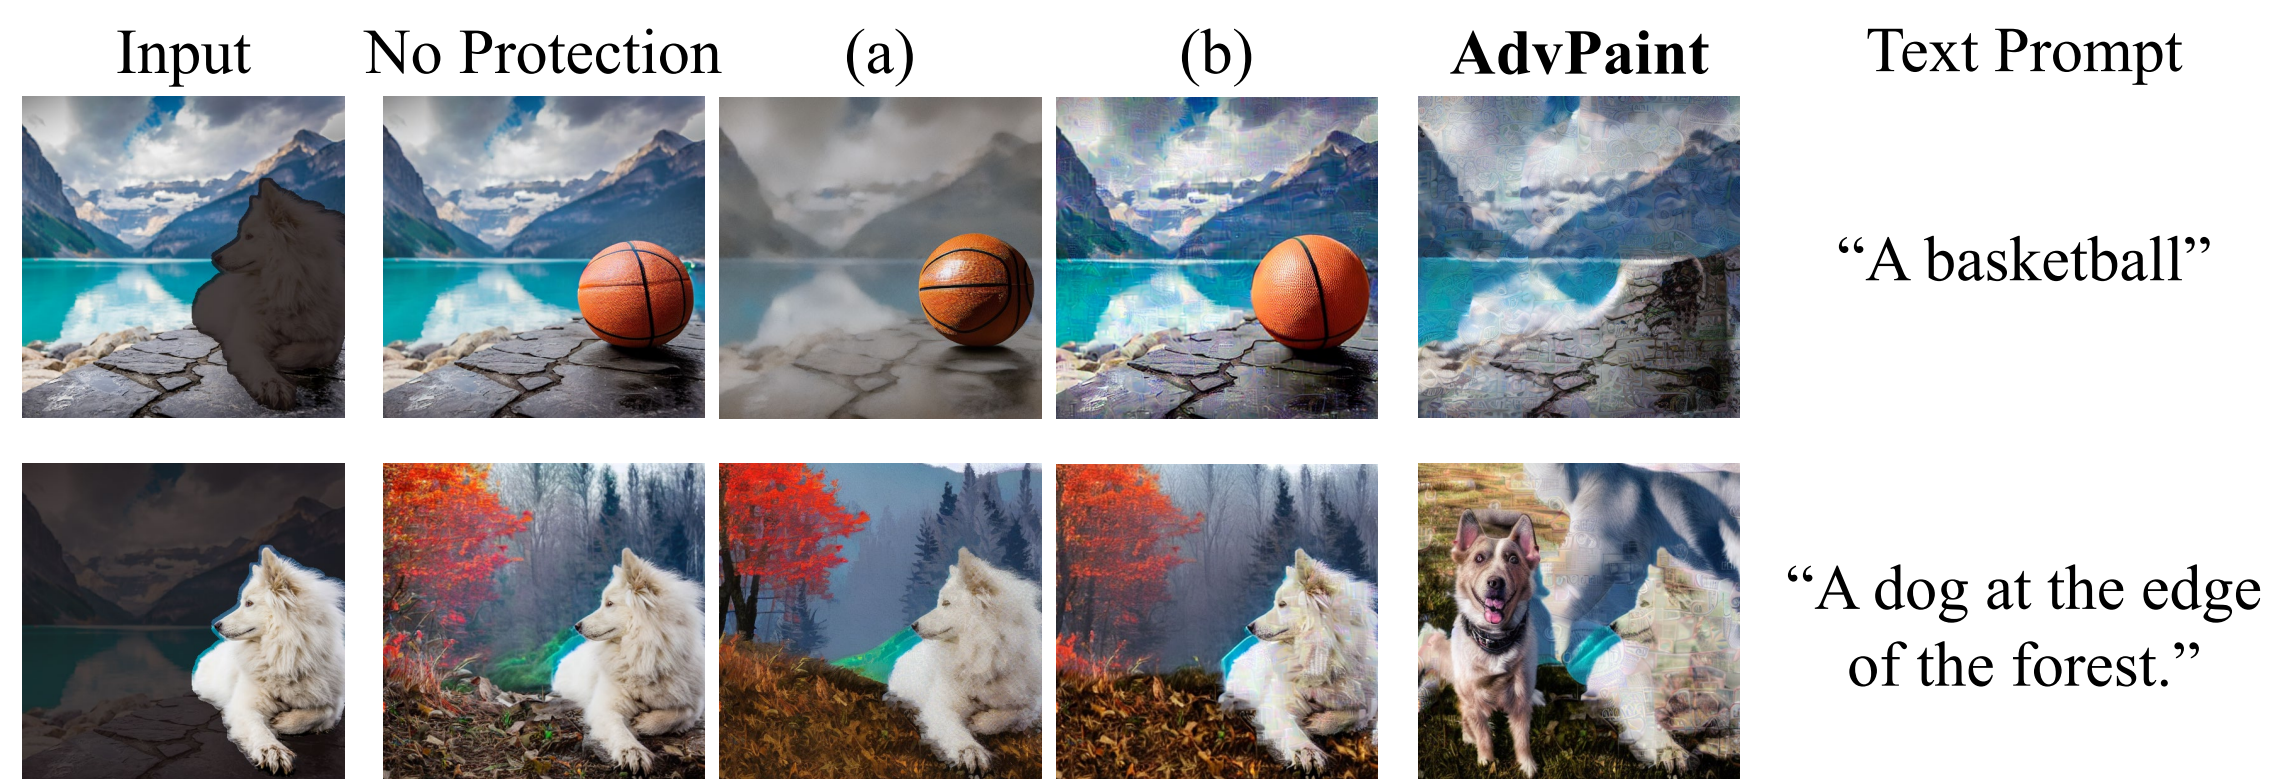 Input No Protection (a) (b) AdvPaint Text Prompt
“A basketball”
“A dog at the edge
of the forest.”